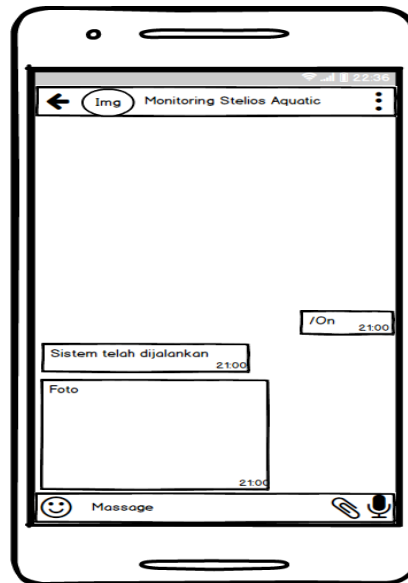 22:36
Img Monitoring Stelios Aquatic
/On
21:00
Sistem telah dijalankan
21:00
Foto
21:00
Massage